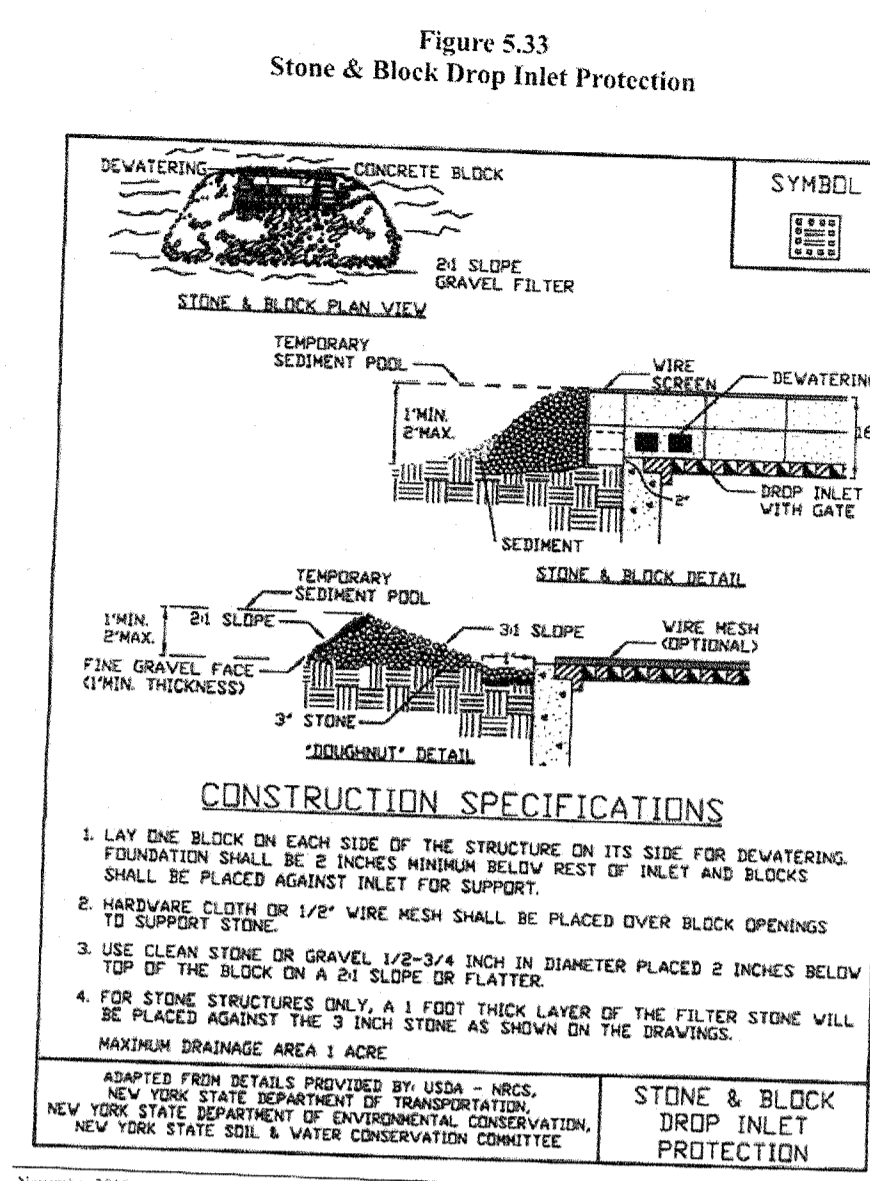 Figure 5.33
Stone & Block Drop Inlet Protection
DEWATERING
CONCRETE BLOCK
SYMBOL
2:1 SLOPE
GRAVEL FILTER
STONE & BLOCK PLAN VIEW
TEMPORARY
SEDIMENT POOL
WIRE
SCREEN
DEWATERING
1'MIN.
2'MAX.
16
DROP INLET
WITH GATE
2"
SEDIMENT
STONE & BLOCK DETAIL
TEMPORARY
SEDIMENT POOL
1'MIN.
2'MAX.
2:1 SLOPE
3:1 SLOPE
WIRE MESH
(OPTIONAL)
1'
FINE GRAVEL FACE
(1'MIN. THICKNESS)
3" STONE
"DOUGHNUT" DETAIL
CONSTRUCTION SPECIFICATIONS
1. LAY ONE BLOCK ON EACH SIDE OF THE STRUCTURE ON ITS SIDE FOR DEWATERING.
FOUNDATION SHALL BE 2 INCHES MINIMUM BELOW REST OF INLET AND BLOCKS
SHALL BE PLACED AGAINST INLET FOR SUPPORT.
2. HARDWARE CLOTH OR 1/2" WIRE MESH SHALL BE PLACED OVER BLOCK OPENINGS
TO SUPPORT STONE.
3. USE CLEAN STONE OR GRAVEL 1/2-3/4 INCH IN DIAMETER PLACED 2 INCHES BELOW
TOP OF THE BLOCK ON A 2:1 SLOPE OR FLATTER.
4. FOR STONE STRUCTURES ONLY, A 1 FOOT THICK LAYER OF THE FILTER STONE WILL
BE PLACED AGAINST THE 3 INCH STONE AS SHOWN ON THE DRAWINGS.
MAXIMUM DRAINAGE AREA 1 ACRE
ADAPTED FROM DETAILS PROVIDED BY: USDA - NRCS,
NEW YORK STATE DEPARTMENT OF TRANSPORTATION,
NEW YORK STATE DEPARTMENT OF ENVIRONMENTAL CONSERVATION,
NEW YORK STATE SOIL & WATER CONSERVATION COMMITTEE
STONE & BLOCK
DROP INLET
PROTECTION